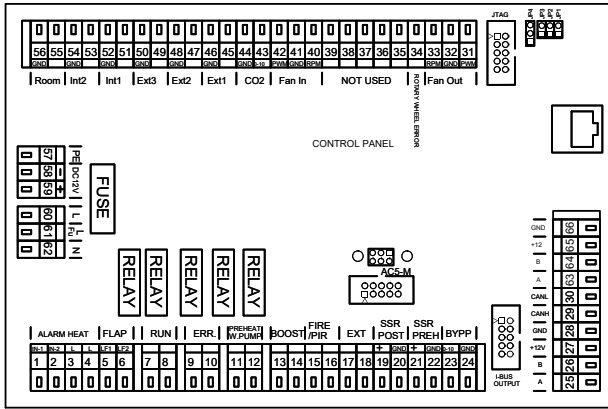 JTAG
JP4 JP3 JP2 JP1
56 55 54 53 52 51 50 49 48 47 46 45 44 43 42 41 40 39 38 37 36 35 34 33 32 31
GND GND GND GND GND GND GND 0-10 PWM GND RPM RPM GND PWM
Room Int2 Int1 Ext3 Ext2 Ext1 CO2 Fan In NOT USED ROTARY WHEEL ERROR Fan Out
CONTROL PANEL
57 PE
58 - DC12V
59 +
60 L
61 L Fu
62 N
FUSE
RELAY RELAY RELAY RELAY RELAY
AC5-M
GND 66
+12 65
B 64
A 63
CANL 30
CANH 29
GND 28
+12V 27
B 26
A 25
I-BUS
OUTPUT
ALARM HEAT FLAP RUN ERR. PREHEAT/W.PUMP BOOST FIRE/PIR EXT SSR POST SSR PREH BYPP
IN-1 IN-2 L L LF1 LF2 + GND + GND 0-10 GND
1 2 3 4 5 6 7 8 9 10 11 12 13 14 15 16 17 18 19 20 21 22 23 24